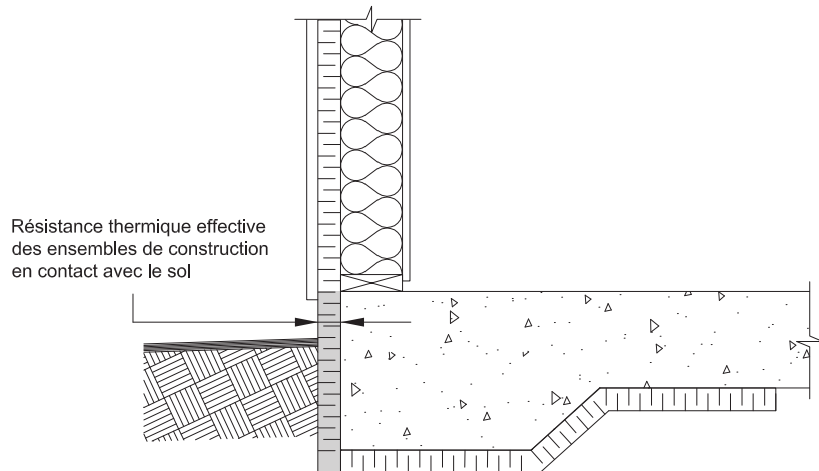 Résistance thermique effective
des ensembles de construction
en contact avec le sol